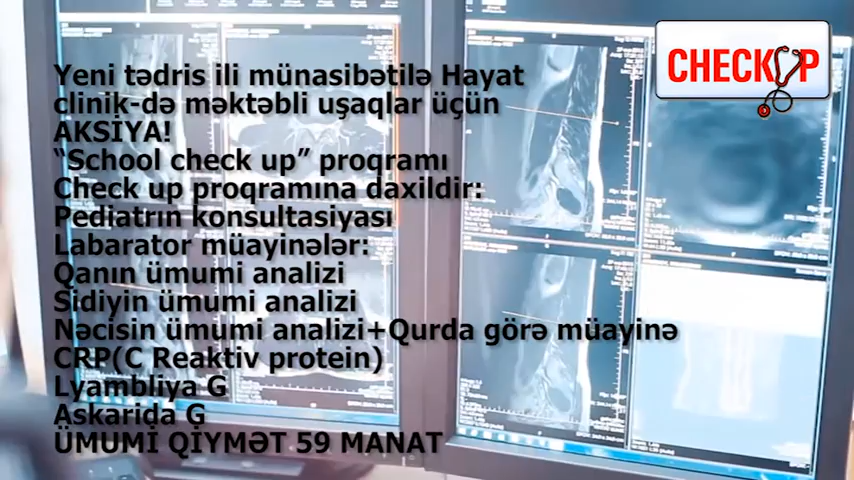 CHECKUP
Yeni tədris ili münasibətilə Hayat
clinik-də məktəbli uşaqlar üçün
AKSİYA!
“School check up” proqramı
Check up proqramına daxildir:
Pediatrın konsultasiyası
Labarator müayinələr:
Qanın ümumi analizi
Sidiyin ümumi analizi
Nəcisin ümumi analizi+Qurda görə müayinə
CRP(C Reaktiv protein)
Lyambliya G
Askarida G
ÜMUMİ QİYMƏT 59 MANAT